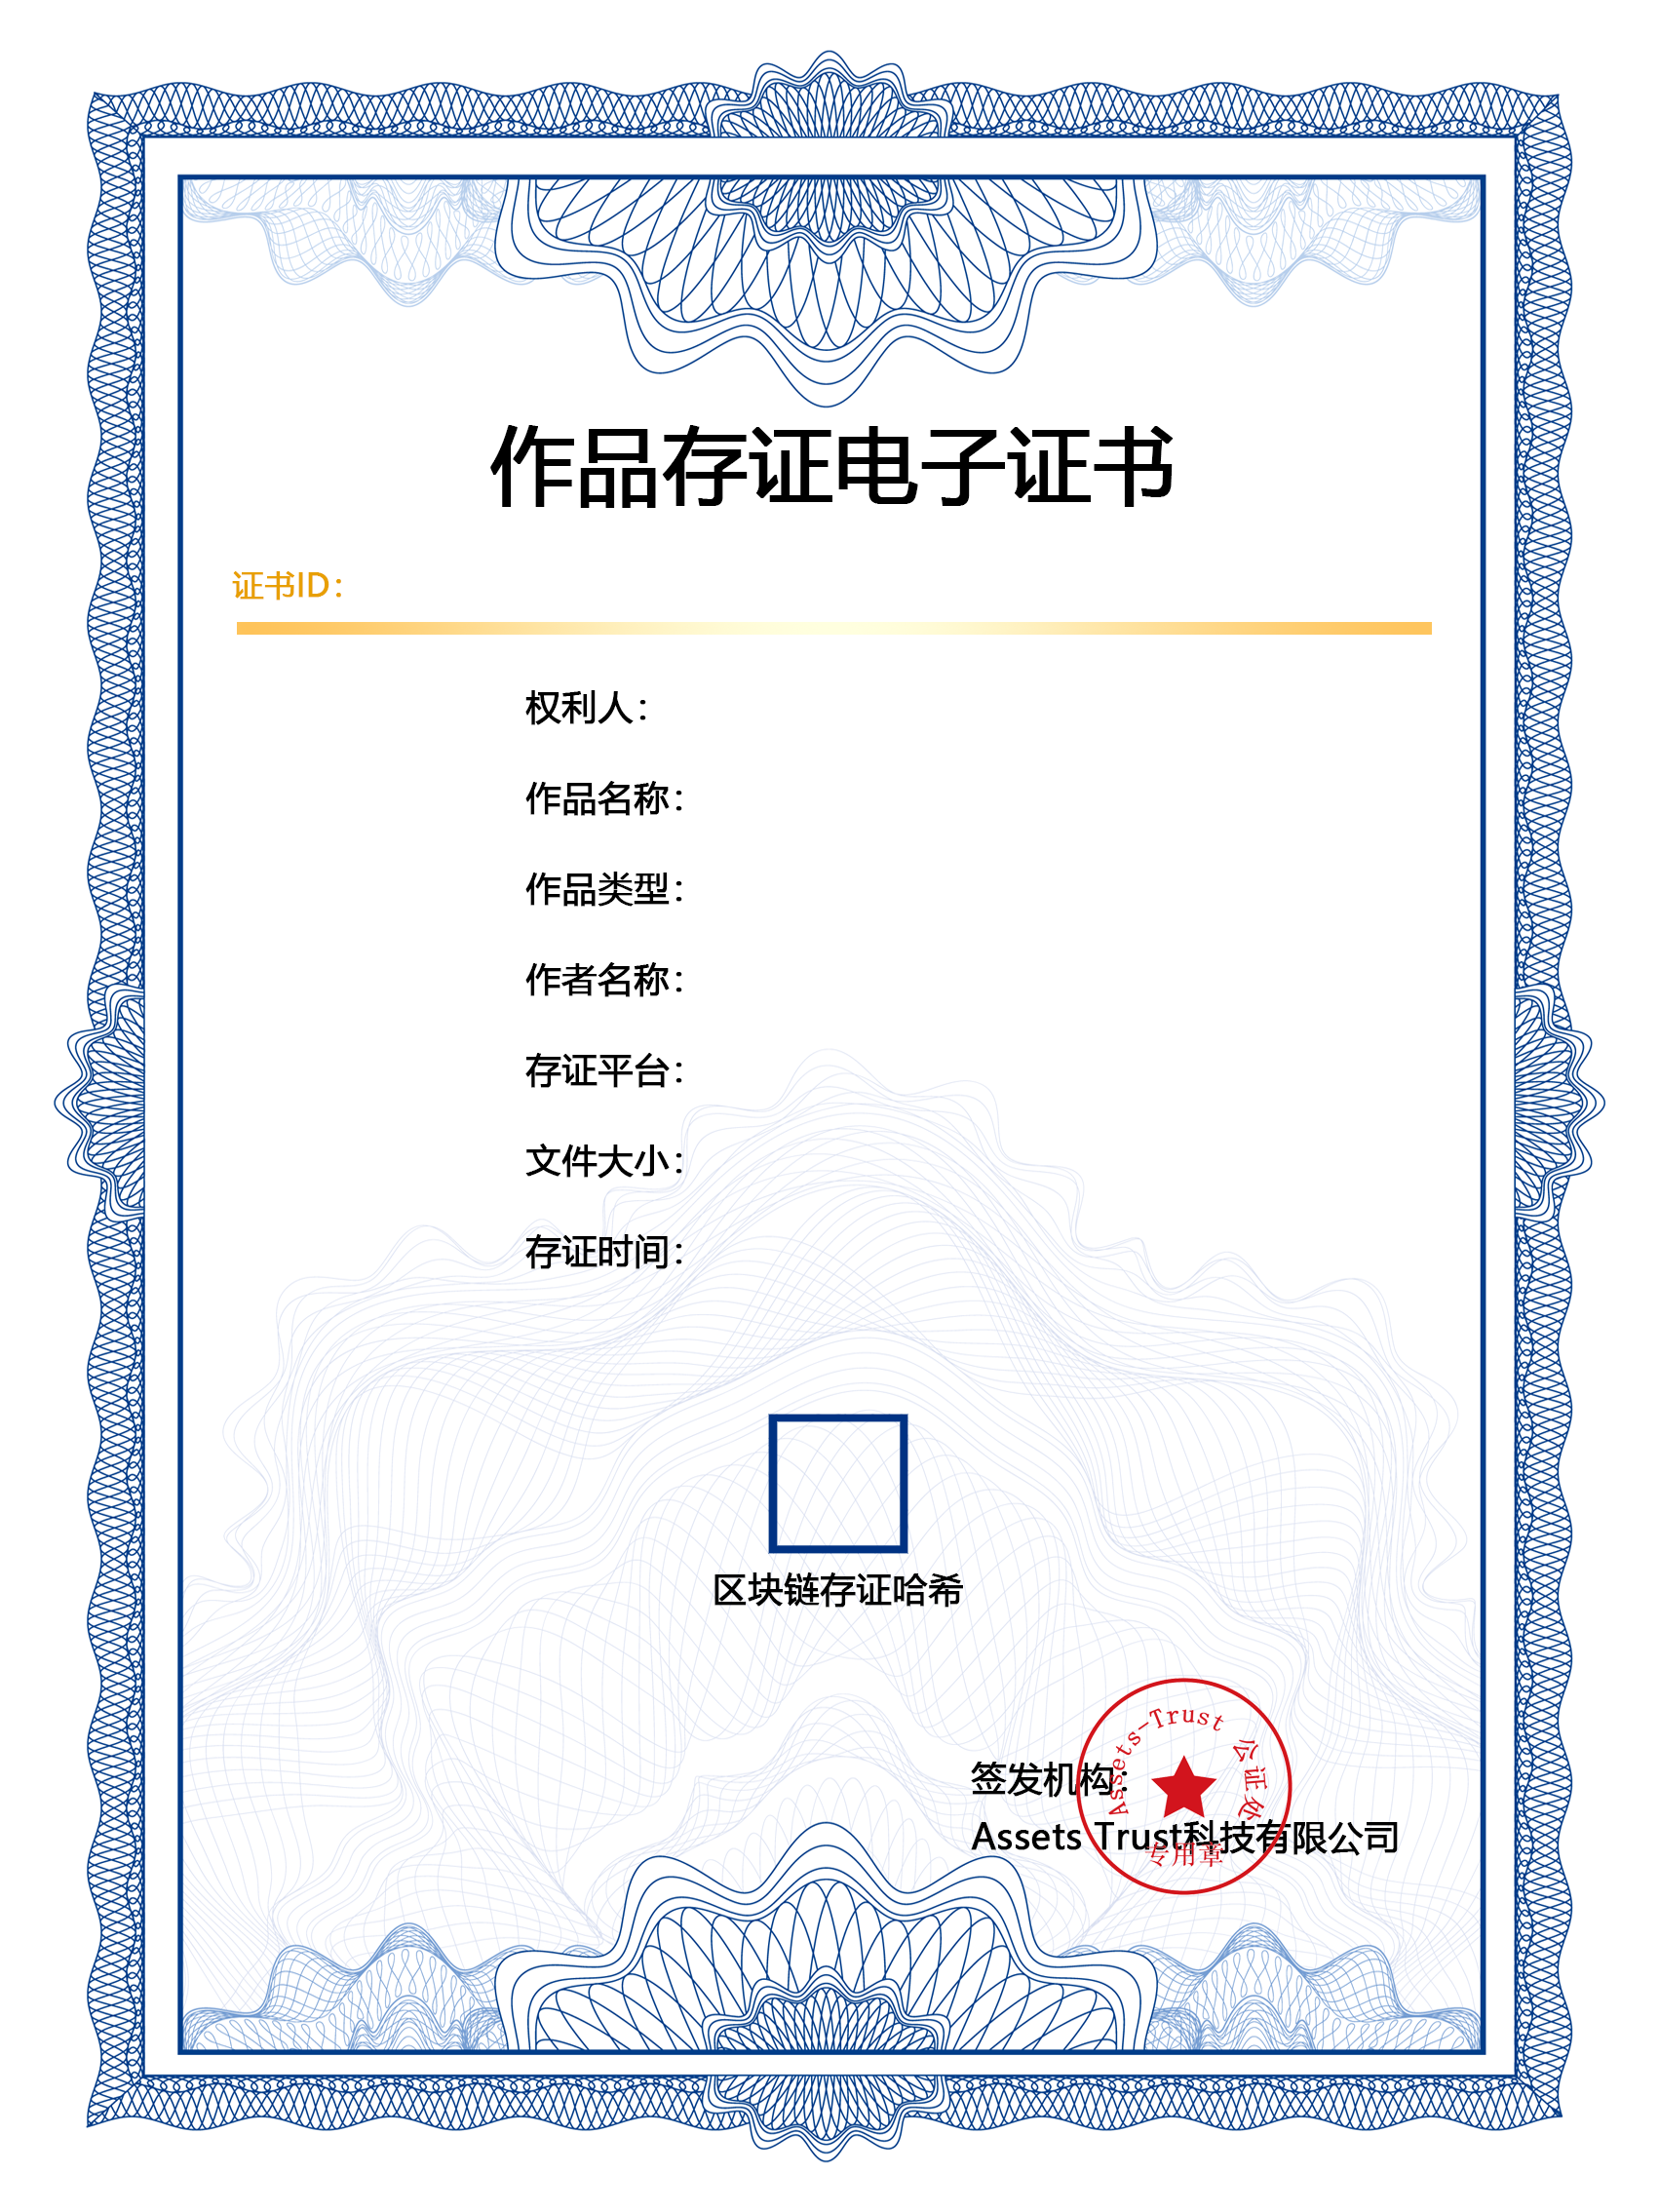 作品存证电子证书
证书ID：
权利人：
作品名称：
作品类型：
作者名称：
存证平台：
文件大小：
存证时间：
区块链存证哈希
签发机构：
Assets Trust科技有限公司
Assets-Trust 公证处
专用章